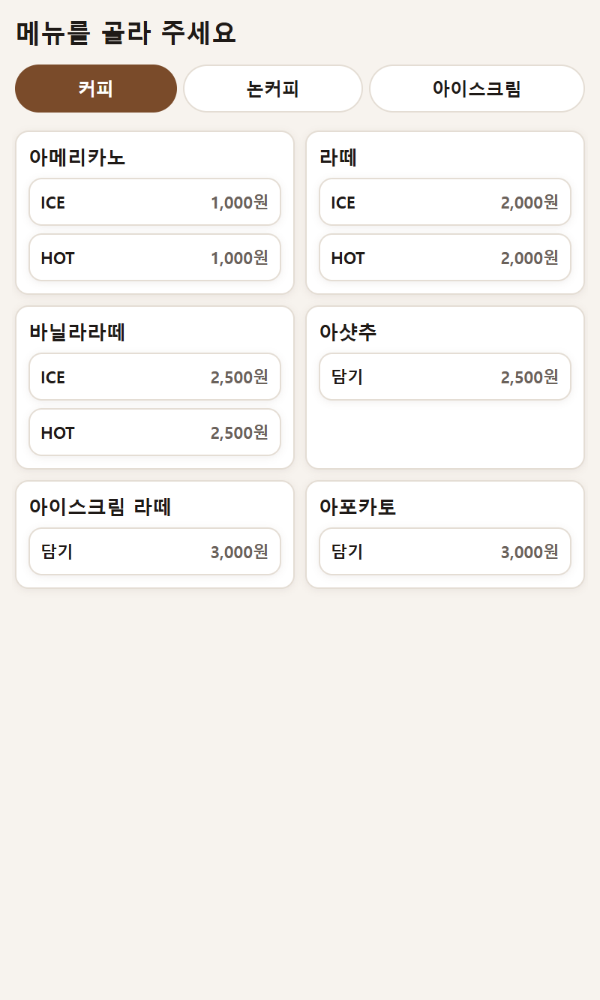 메뉴를 골라 주세요
커피 논커피 아이스크림
아메리카노
ICE 1,000원
HOT 1,000원
라떼
ICE 2,000원
HOT 2,000원
바닐라라떼
ICE 2,500원
HOT 2,500원
아샷추
담기 2,500원
아이스크림 라떼
담기 3,000원
아포카토
담기 3,000원